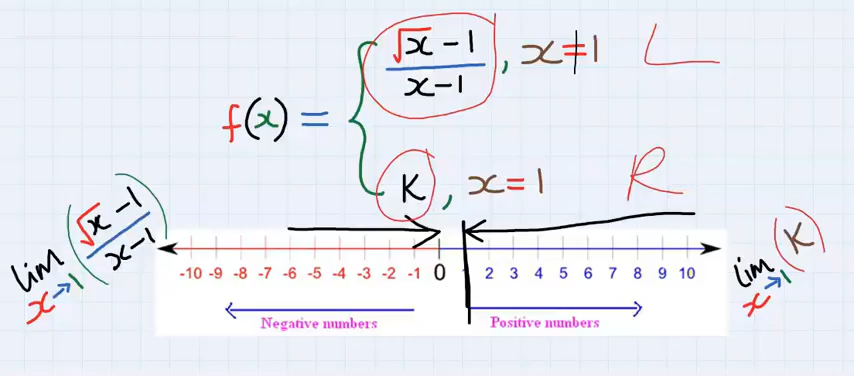 f(x) = { (√x - 1)/(x - 1), x ≠ 1 L
K, x = 1 R
lim x→1 ((√x - 1)/(x - 1))
lim x→1 (K)
-10 -9 -8 -7 -6 -5 -4 -3 -2 -1 0 2 3 4 5 6 7 8 9 10
Negative numbers Positive numbers